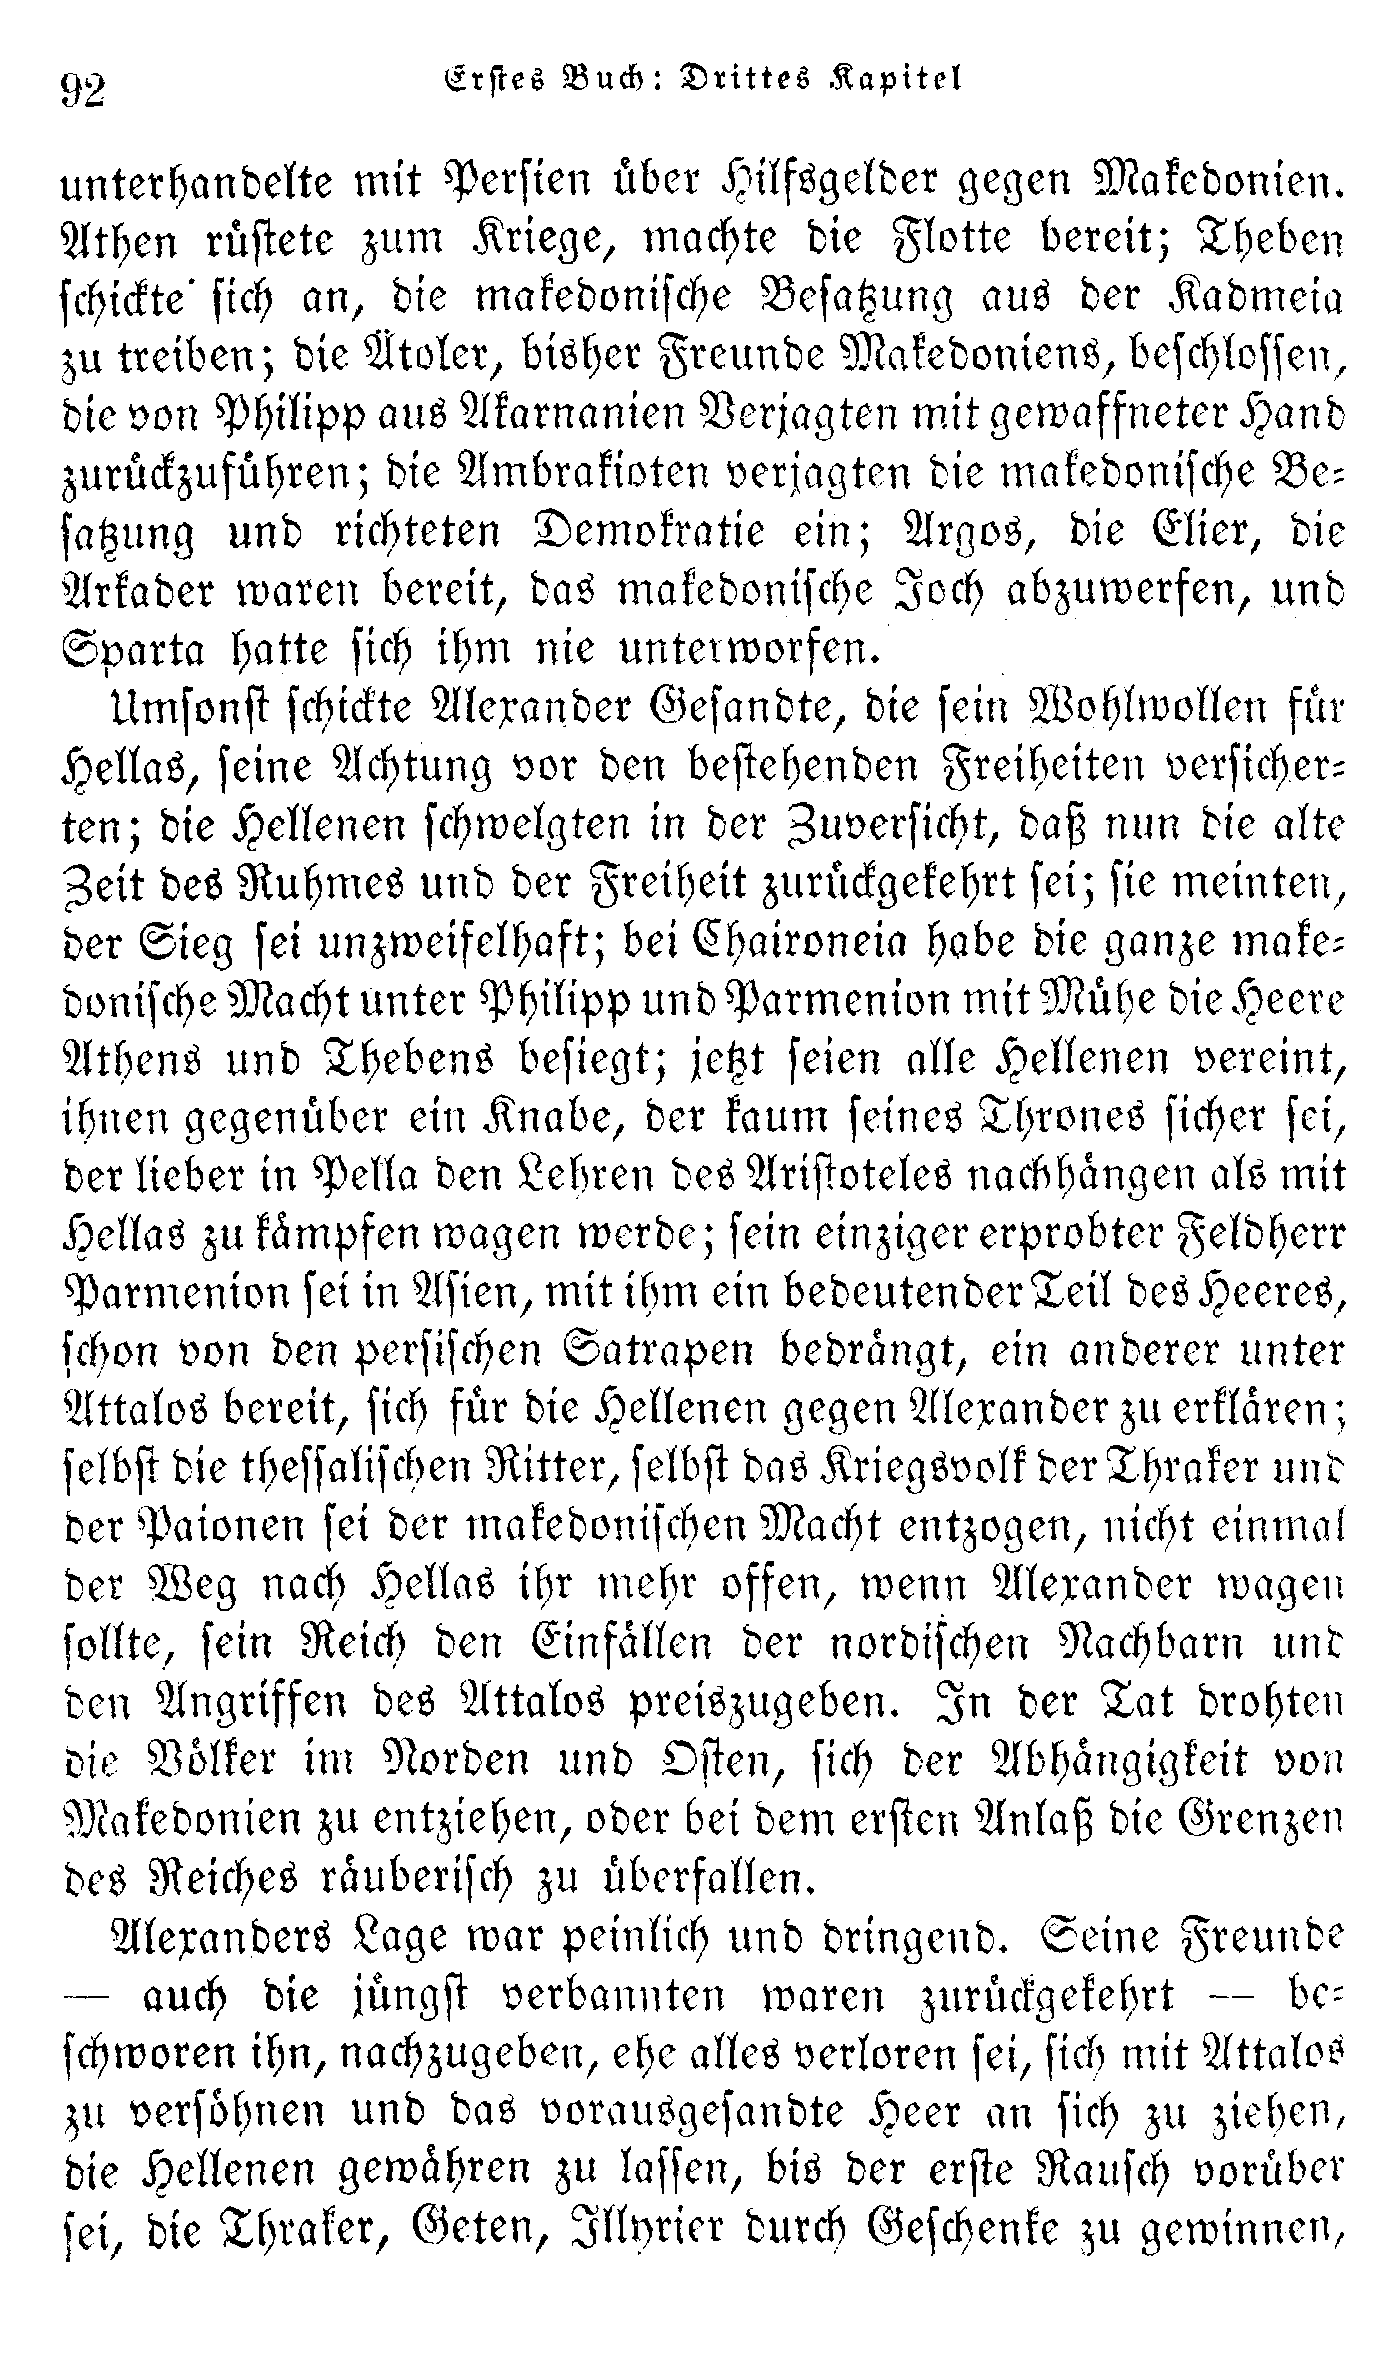 92
Erstes Buch: Drittes Kapitel
unterhandelte mit Persien über Hilfsgelder gegen Makedonien.
Athen rüstete zum Kriege, machte die Flotte bereit; Theben
schickte sich an, die makedonische Besatzung aus der Kadmeia
zu treiben; die Ätoler, bisher Freunde Makedoniens, beschlossen,
die von Philipp aus Akarnanien Verjagten mit gewaffneter Hand
zurückzuführen; die Ambrakioten verjagten die makedonische Be-
satzung und richteten Demokratie ein; Argos, die Elier, die
Arkader waren bereit, das makedonische Joch abzuwerfen, und
Sparta hatte sich ihm nie unterworfen.
Umsonst schickte Alexander Gesandte, die sein Wohlwollen für
Hellas, seine Achtung vor den bestehenden Freiheiten versicher-
ten; die Hellenen schwelgten in der Zuversicht, daß nun die alte
Zeit des Ruhmes und der Freiheit zurückgekehrt sei; sie meinten,
der Sieg sei unzweifelhaft; bei Chaironeia habe die ganze make-
donische Macht unter Philipp und Parmenion mit Mühe die Heere
Athens und Thebens besiegt; jetzt seien alle Hellenen vereint,
ihnen gegenüber ein Knabe, der kaum seines Thrones sicher sei,
der lieber in Pella den Lehren des Aristoteles nachhängen als mit
Hellas zu kämpfen wagen werde; sein einziger erprobter Feldherr
Parmenion sei in Asien, mit ihm ein bedeutender Teil des Heeres,
schon von den persischen Satrapen bedrängt, ein anderer unter
Attalos bereit, sich für die Hellenen gegen Alexander zu erklären;
selbst die thessalischen Ritter, selbst das Kriegsvolk der Thraker und
der Paionen sei der makedonischen Macht entzogen, nicht einmal
der Weg nach Hellas ihr mehr offen, wenn Alexander wagen
sollte, sein Reich den Einfällen der nordischen Nachbarn und
den Angriffen des Attalos preiszugeben. In der Tat drohten
die Völker im Norden und Osten, sich der Abhängigkeit von
Makedonien zu entziehen, oder bei dem ersten Anlaß die Grenzen
des Reiches räuberisch zu überfallen.
Alexanders Lage war peinlich und dringend. Seine Freunde
— auch die jüngst verbannten waren zurückgekehrt — be-
schworen ihn, nachzugeben, ehe alles verloren sei, sich mit Attalos
zu versöhnen und das vorausgesandte Heer an sich zu ziehen,
die Hellenen gewähren zu lassen, bis der erste Rausch vorüber
sei, die Thraker, Geten, Illyrier durch Geschenke zu gewinnen,